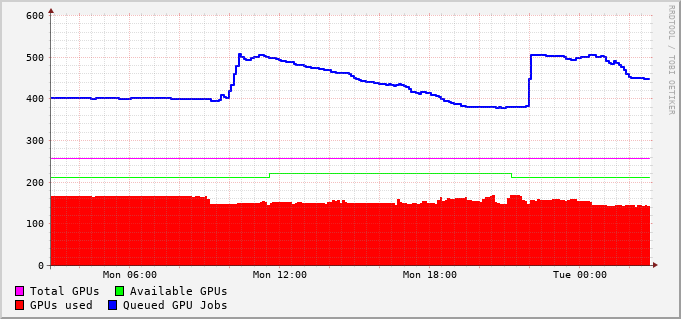 600
500
400
300
200
100
0
Mon 06:00 Mon 12:00 Mon 18:00 Tue 00:00
Total GPUs Available GPUs
GPUs used Queued GPU Jobs
RRDTOOL / TOBI OETIKER